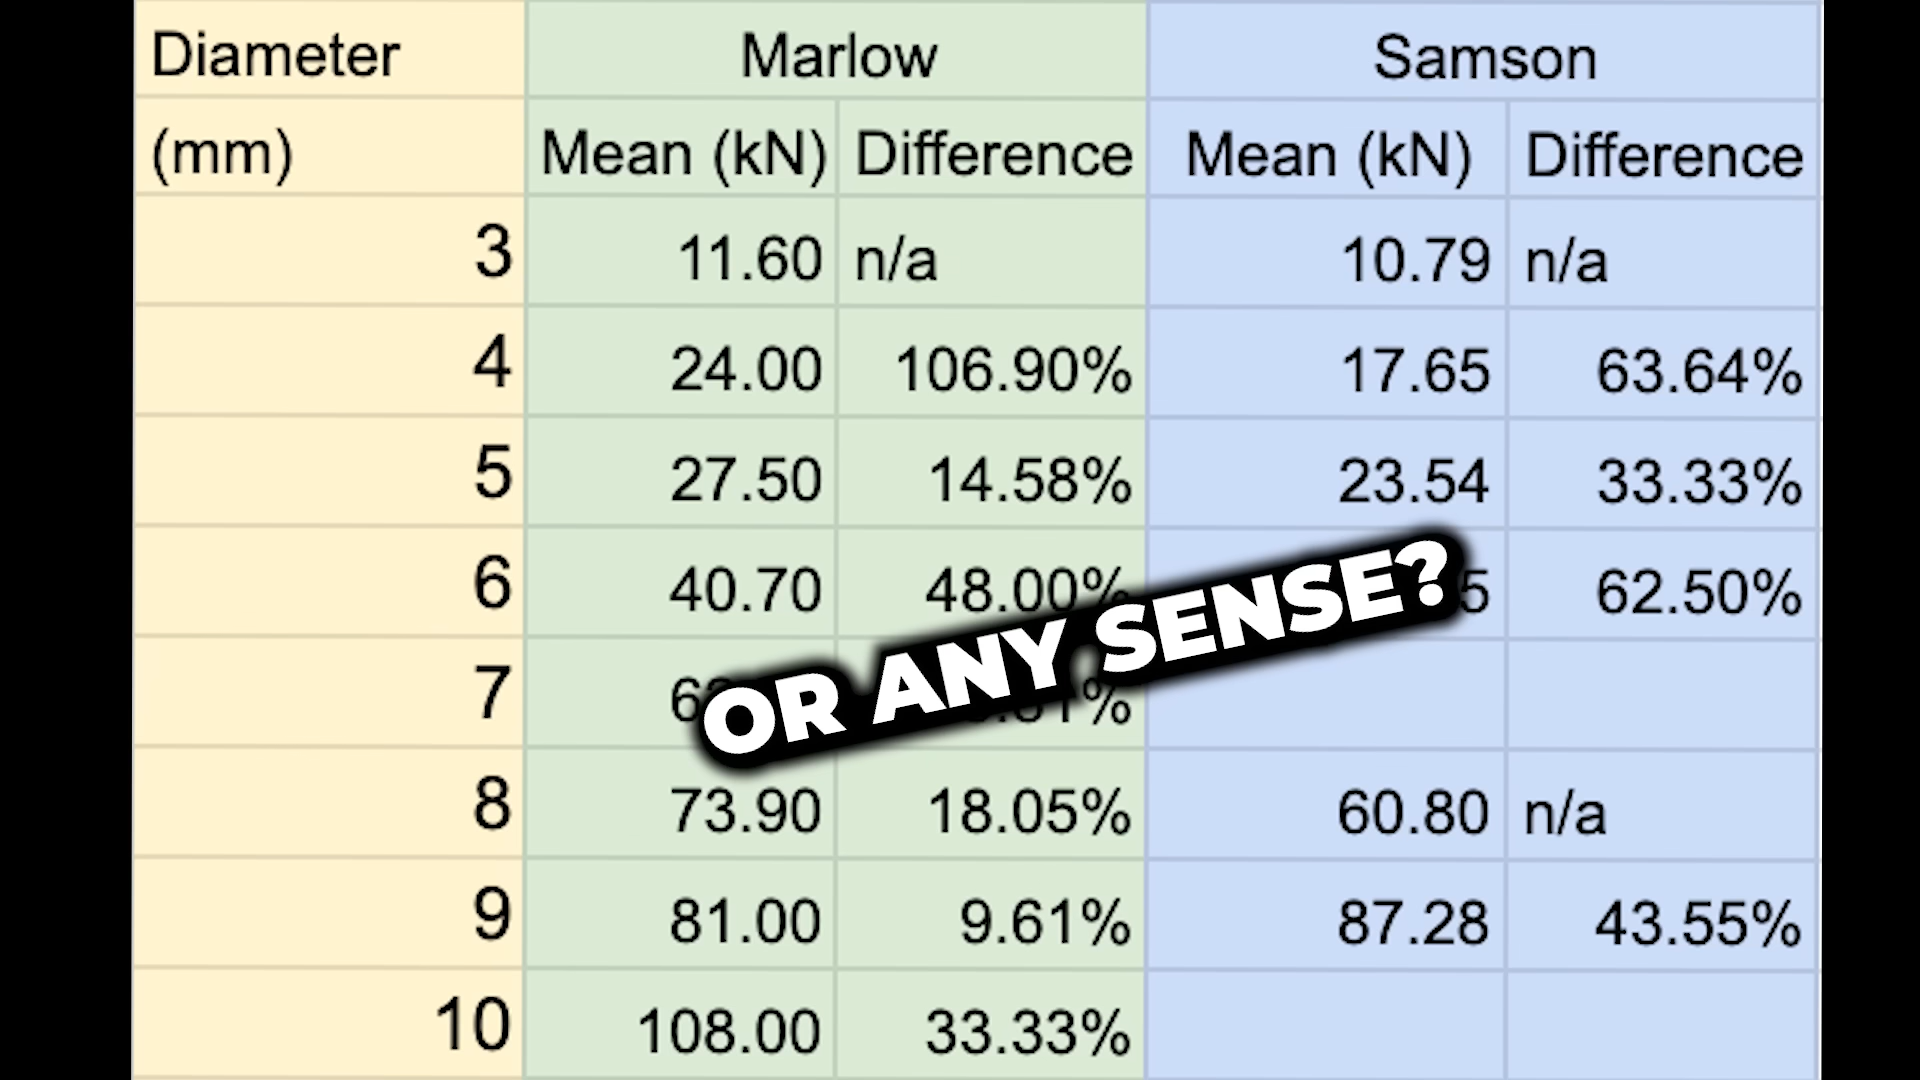 Diameter Marlow Samson
(mm) Mean (kN) Difference Mean (kN) Difference
3 11.60 n/a 10.79 n/a
4 24.00 106.90% 17.65 63.64%
5 27.50 14.58% 23.54 33.33%
6 40.70 48.00% 62.50%
7
8 73.90 18.05% 60.80 n/a
9 81.00 9.61% 87.28 43.55%
10 108.00 33.33%
OR ANY SENSE?